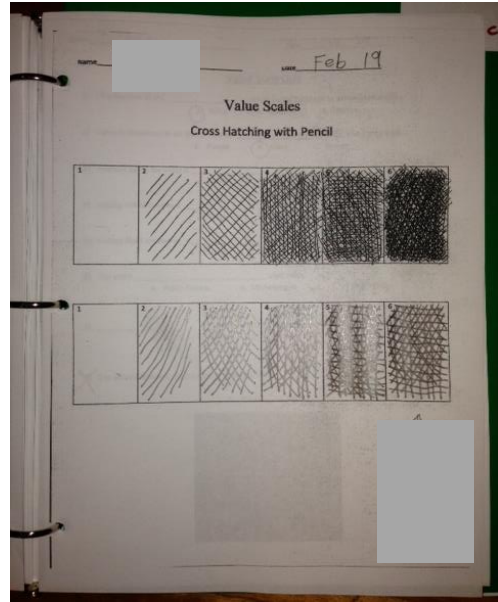 Name Date Feb 19
Value Scales
Cross Hatching with Pencil
1 2 3 4 5 6
1 2 3 4 5 6